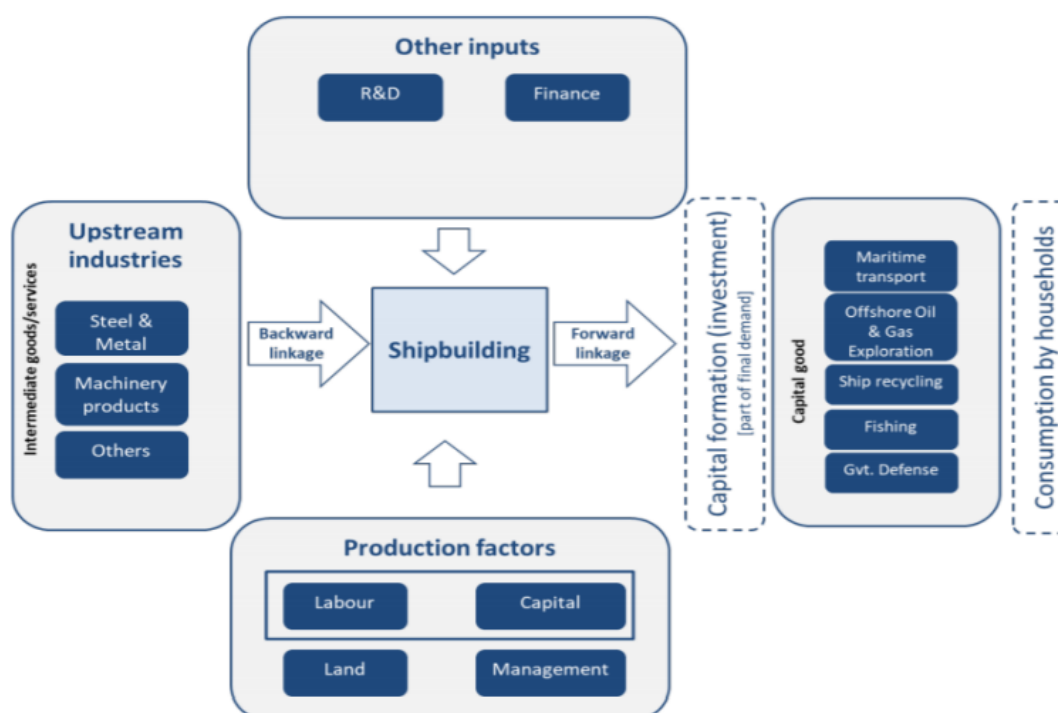 Other inputs
R&D
Finance
Upstream
industries
Intermediate goods/services
Steel &
Metal
Machinery
products
Others
Backward
linkage
Shipbuilding
Forward
linkage
Capital formation (investment)
[part of final demand]
Capital good
Maritime
transport
Offshore Oil
& Gas
Exploration
Ship recycling
Fishing
Gvt. Defense
Consumption by households
Production factors
Labour
Capital
Land
Management